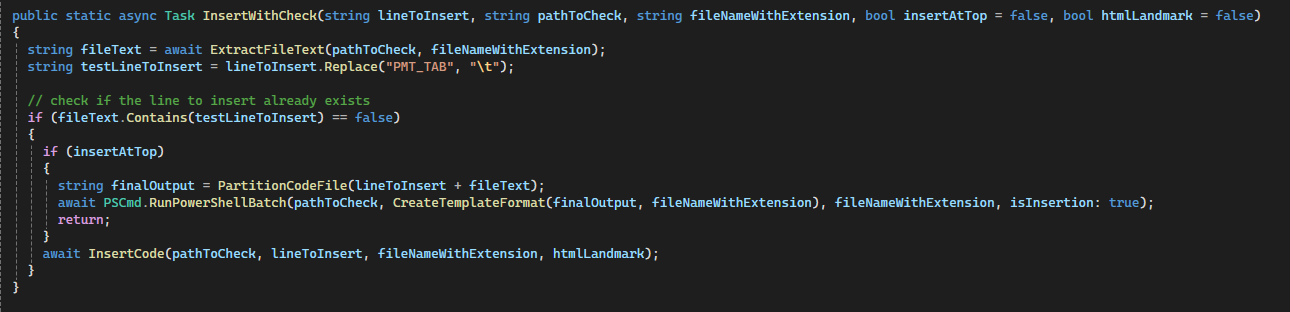 public static async Task InsertWithCheck(string lineToInsert, string pathToCheck, string fileNameWithExtension, bool insertAtTop = false, bool htmlLandmark = false)
{
string fileText = await ExtractFileText(pathToCheck, fileNameWithExtension);
string testLineToInsert = lineToInsert.Replace("PMT_TAB", "\t");
// check if the line to insert already exists
if (fileText.Contains(testLineToInsert) == false)
{
if (insertAtTop)
{
string finalOutput = PartitionCodeFile(lineToInsert + fileText);
await PSCmd.RunPowerShellBatch(pathToCheck, CreateTemplateFormat(finalOutput, fileNameWithExtension), fileNameWithExtension, isInsertion: true);
return;
}
await InsertCode(pathToCheck, lineToInsert, fileNameWithExtension, htmlLandmark);
}
}